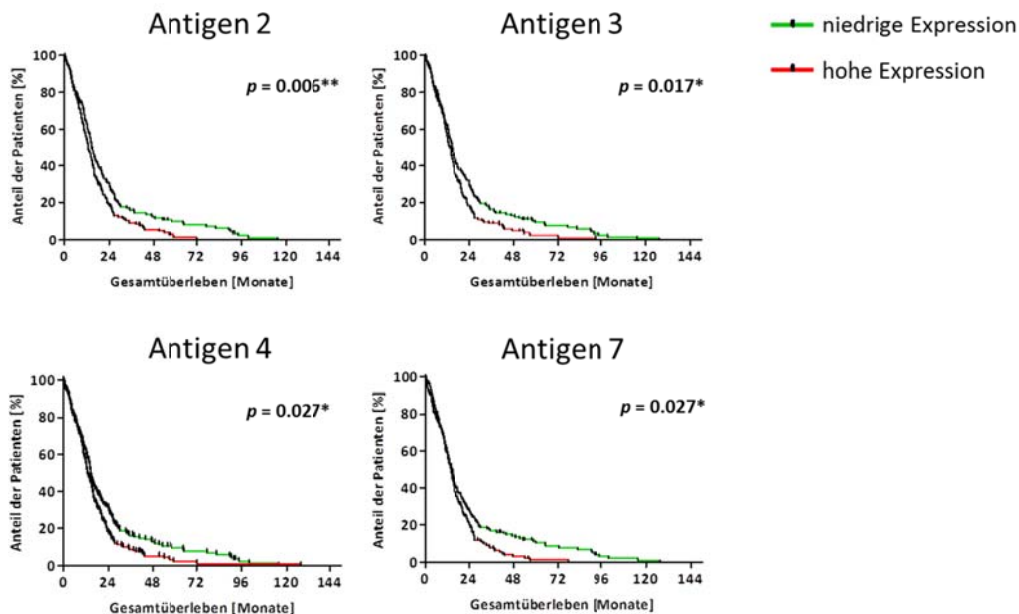 Antigen 2
100
80
60
40
20
0
Anteil der Patienten [%]
p = 0.006**
0 24 48 72 96 120 144
Gesamtüberleben [Monate]
Antigen 3
100
80
60
40
20
0
Anteil der Patienten [%]
p = 0.017*
0 24 48 72 96 120 144
Gesamtüberleben [Monate]
niedrige Expression
hohe Expression
Antigen 4
100
80
60
40
20
0
Anteil der Patienten [%]
p = 0.027*
0 24 48 72 96 120 144
Gesamtüberleben [Monate]
Antigen 7
100
80
60
40
20
0
Anteil der Patienten [%]
p = 0.027*
0 24 48 72 96 120 144
Gesamtüberleben [Monate]